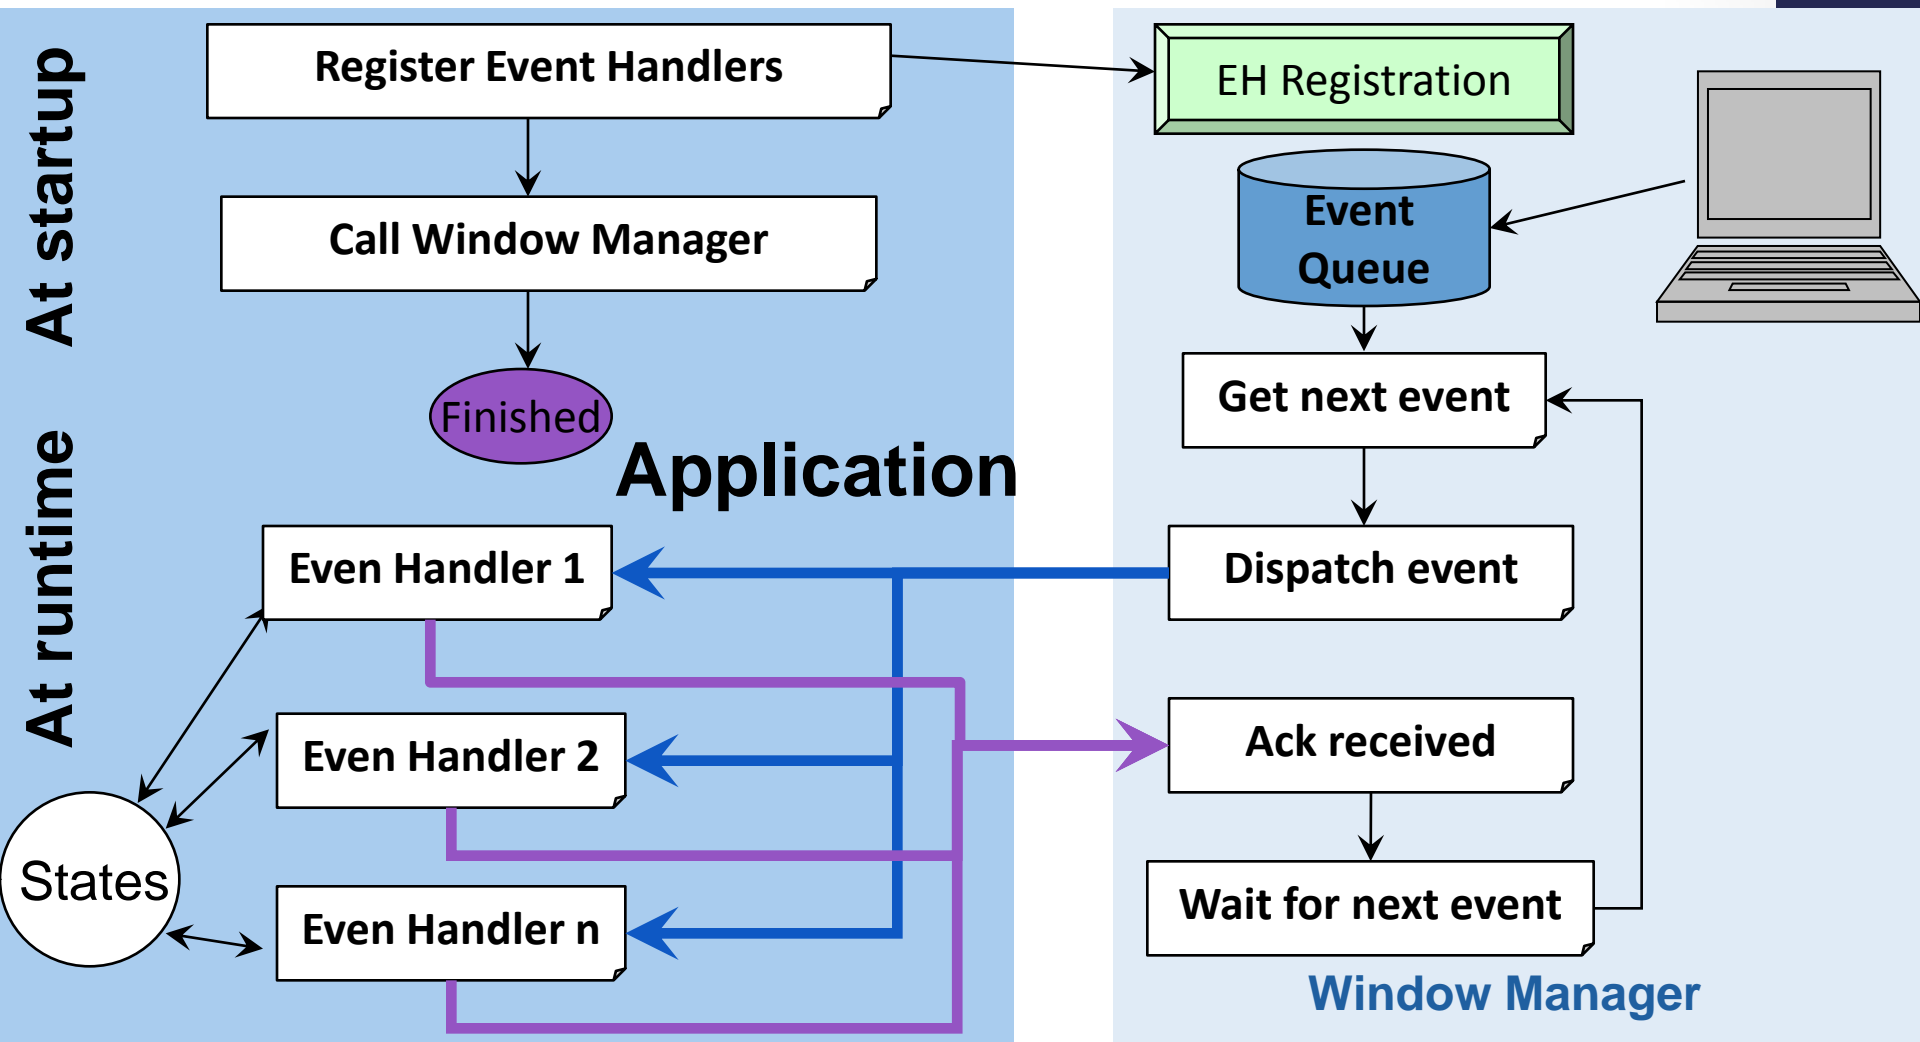 At startup
Register Event Handlers
Call Window Manager
Finished
Application
At runtime
Even Handler 1
Even Handler 2
Even Handler n
States
EH Registration
Event
Queue
Get next event
Dispatch event
Ack received
Wait for next event
Window Manager